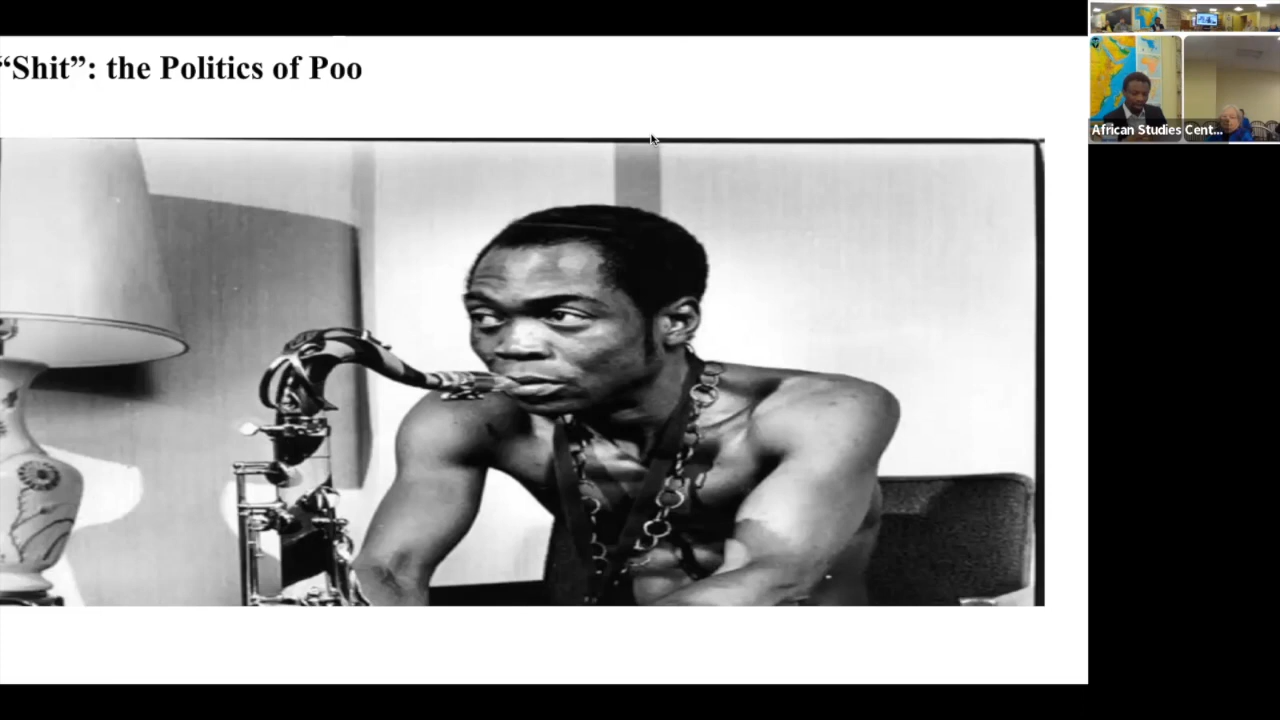 “Shit”: the Politics of Poo
African Studies Cent...